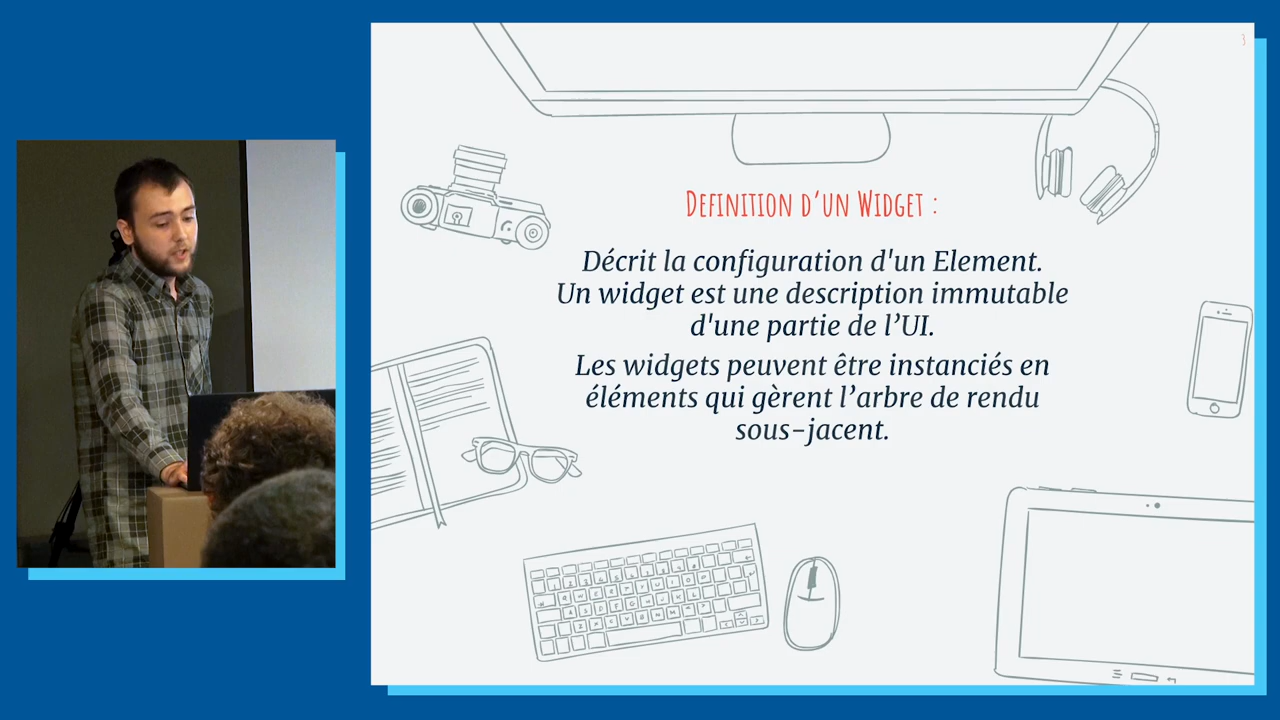 3
Definition d’un Widget :
Décrit la configuration d'un Element.
Un widget est une description immutable
d'une partie de l’UI.
Les widgets peuvent être instanciés en
éléments qui gèrent l’arbre de rendu
sous-jacent.